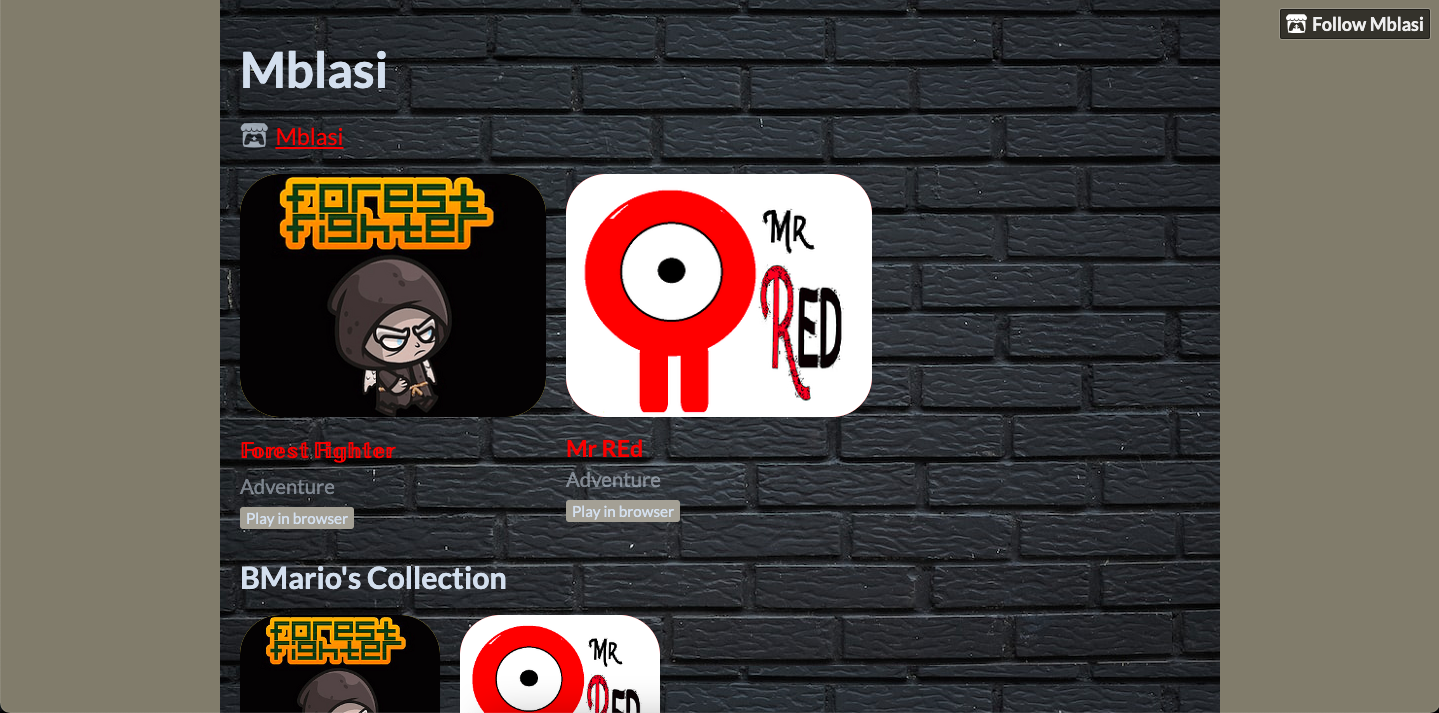 Follow Mblasi
Mblasi
Mblasi
forest
fighter
Mr
RED
Forest Fighter
Adventure
Play in browser
Mr REd
Adventure
Play in browser
BMario's Collection
forest
fighter
Mr
RED